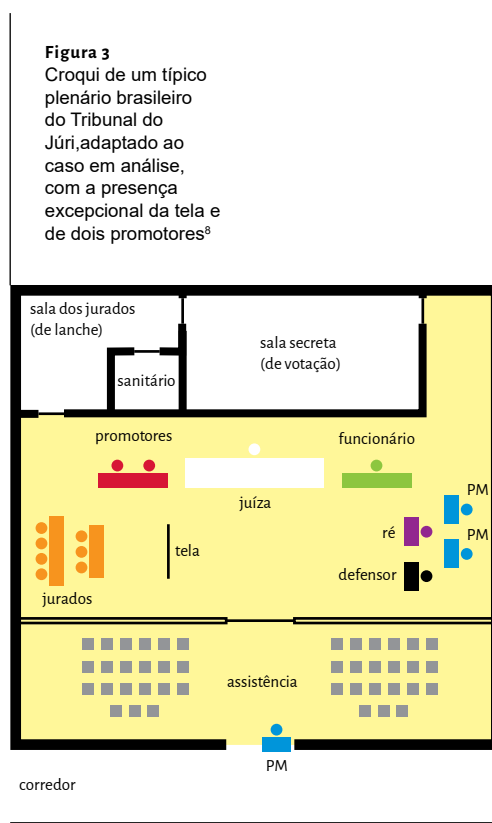 Figura 3
Croqui de um típico
plenário brasileiro
do Tribunal do
Júri,adaptado ao
caso em análise,
com a presença
excepcional da tela e
de dois promotores⁸
sala dos jurados
(de lanche)
sala secreta
(de votação)
sanitário
promotores
funcionário
juíza
PM
ré
PM
tela
defensor
jurados
assistência
PM
corredor